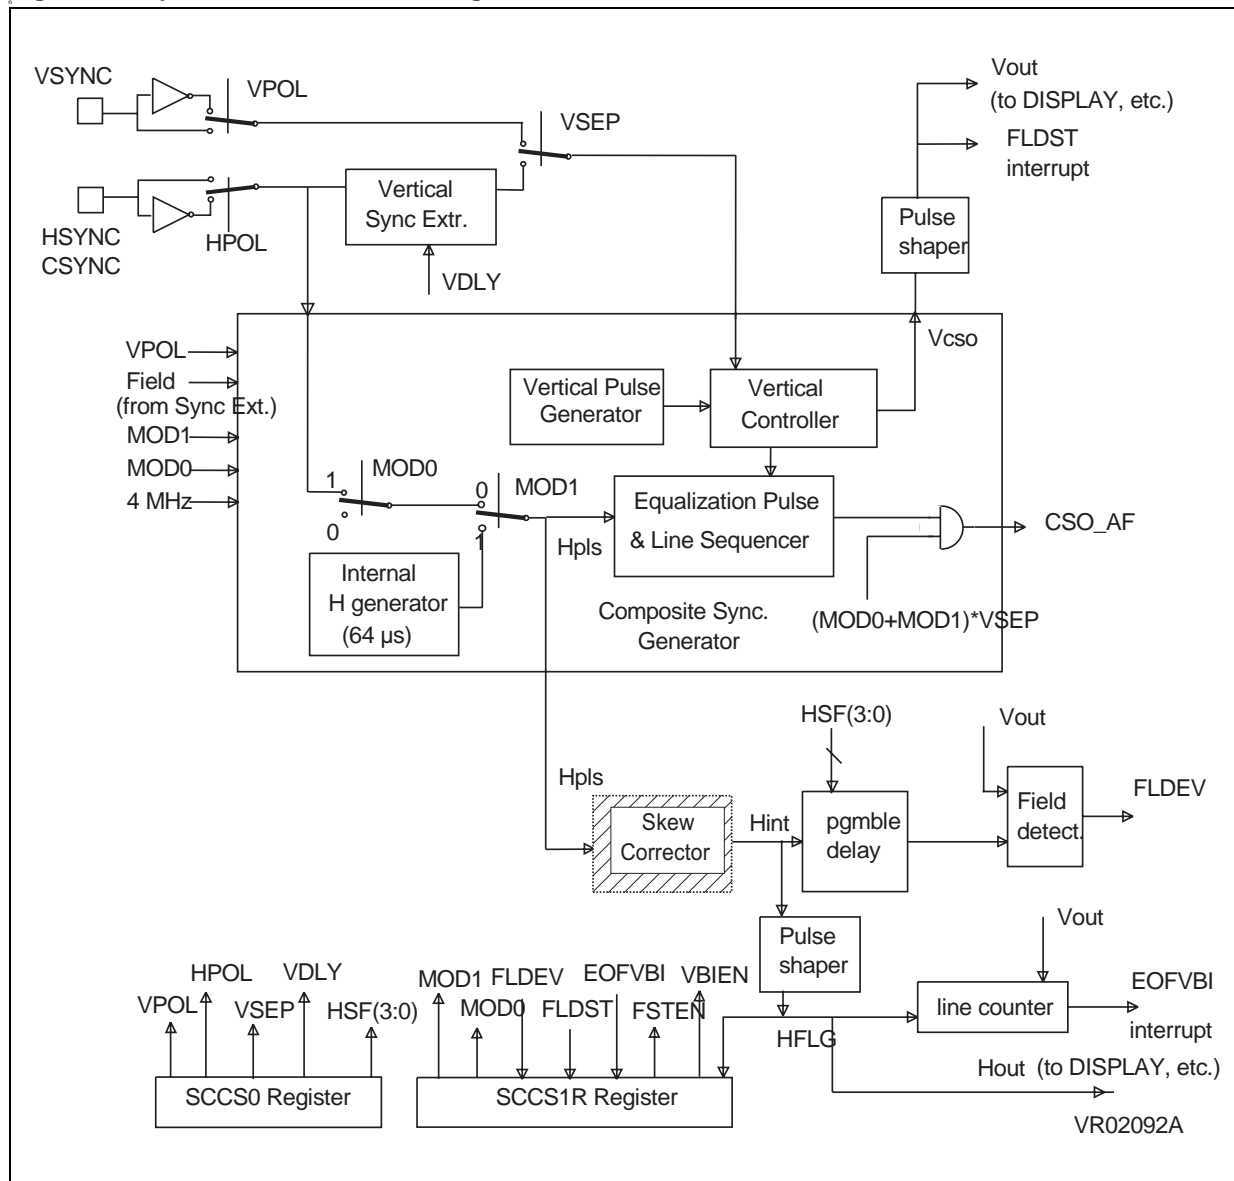 VSYNC
VPOL
VSEP
Vout
(to DISPLAY, etc.)
FLDST
interrupt
HSYNC
CSYNC
HPOL
Vertical
Sync Extr.
VDLY
Pulse
shaper
Vcso
VPOL
Field
(from Sync Ext.)
MOD1
MOD0
4 MHz
Vertical Pulse
Generator
Vertical
Controller
1
MOD0
0
0
MOD1
1
Hpls
Equalization Pulse
& Line Sequencer
CSO_AF
Internal
H generator
(64 µs)
Composite Sync.
Generator
(MOD0+MOD1)*VSEP
HSF(3:0)
Vout
Hpls
Skew
Corrector
Hint
pgmble
delay
Field
detect.
FLDEV
Pulse
shaper
Vout
line counter
EOFVBI
interrupt
HFLG
Hout (to DISPLAY, etc.)
VPOL
HPOL
VSEP
VDLY
HSF(3:0)
SCCS0 Register
MOD1
MOD0
FLDEV
FLDST
EOFVBI
FSTEN
VBIEN
SCCS1R Register
VR02092A